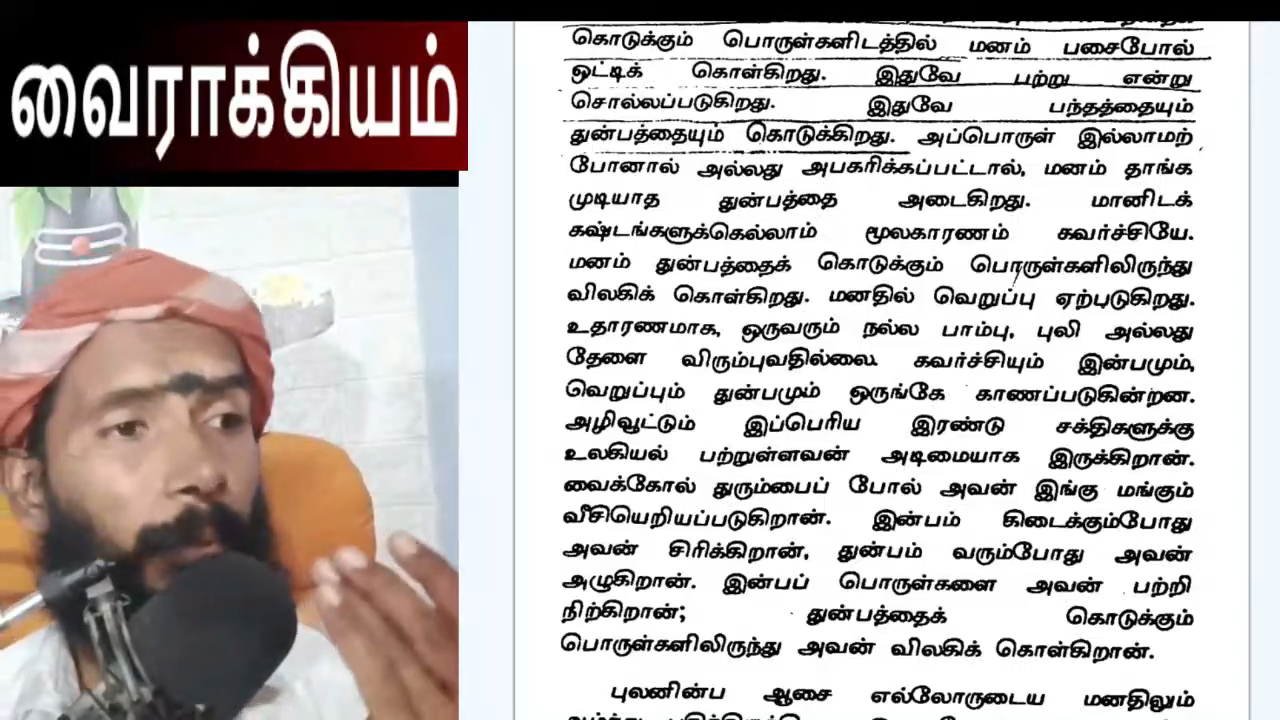 வைராக்கியம்
கொடுக்கும் பொருள்களிடத்தில் மனம் பசைபோல்
ஒட்டிக் கொள்கிறது. இதுவே பற்று என்று
சொல்லப்படுகிறது. இதுவே பந்தத்தையும்
துன்பத்தையும் கொடுக்கிறது. அப்பொருள் இல்லாமற்
போனால் அல்லது அபகரிக்கப்பட்டால், மனம் தாங்க
முடியாத துன்பத்தை அடைகிறது. மானிடக்
கஷ்டங்களுக்கெல்லாம் மூலகாரணம் கவர்ச்சியே.
மனம் துன்பத்தைக் கொடுக்கும் பொருள்களிலிருந்து
விலகிக் கொள்கிறது. மனதில் வெறுப்பு ஏற்புடுகிறது.
உதாரணமாக, ஒருவரும் நல்ல பாம்பு, புலி அல்லது
தேளை விரும்புவதில்லை. கவர்ச்சியும் இன்பமும்,
வெறுப்பும் துன்பமும் ஒருங்கே காணப்படுகின்றன.
அழிவூட்டும் இப்பெரிய இரண்டு சக்திகளுக்கு
உலகியல் பற்றுள்ளவன் அடிமையாக இருக்கிறான்.
வைக்கோல் துரும்பைப் போல் அவன் இங்கு மங்கும்
வீசியெறியப்படுகிறான். இன்பம் கிடைக்கும்போது
அவன் சிரிக்கிறான், துன்பம் வரும்போது அவன்
அழுகிறான். இன்பப் பொருள்களை அவன் பற்றி
நிற்கிறான்; துன்பத்தைக் கொடுக்கும்
பொருள்களிலிருந்து அவன் விலகிக் கொள்கிறான்.
புலனின்ப ஆசை எல்லோருடைய மனதிலும்